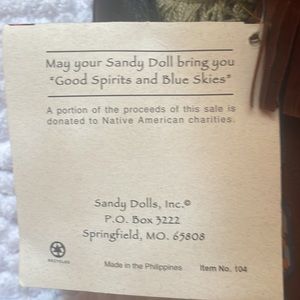 May your Sandy Doll bring you
"Good Spirits and Blue Skies"
A portion of the proceeds of this sale is
donated to Native American charities.
Sandy Dolls, Inc.©
P.O. Box 3222
Springfield, MO. 65808
RECYCLED
Made in the Philippines
Item No. 104